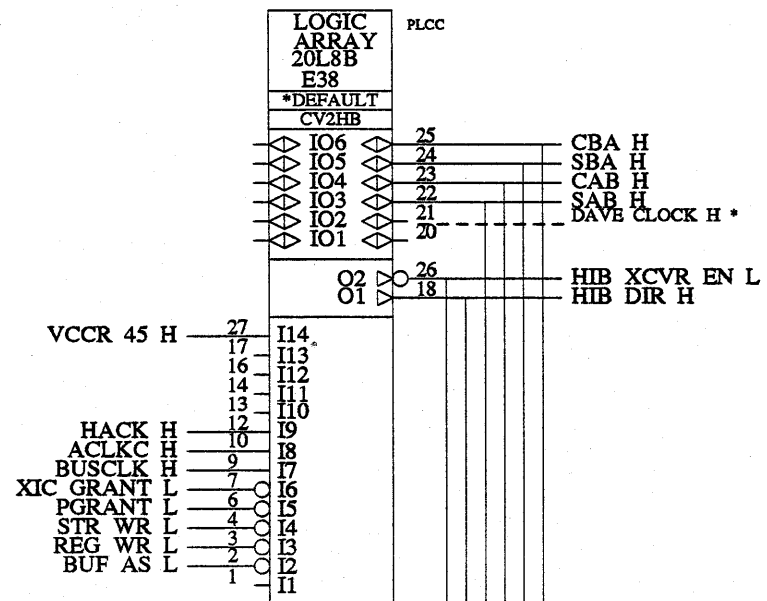 LOGIC PLCC
ARRAY
20L8B
E38
*DEFAULT
CV2HB
IO6 25 CBA H
IO5 24 SBA H
IO4 23 CAB H
IO3 22 SAB H
IO2 21 DAVE CLOCK H *
IO1 20
O2 26 HIB XCVR EN L
O1 18 HIB DIR H
VCCR 45 H 27 I14
17 I13
16 I12
14 I11
13 I10
HACK H 12 I9
ACLKC H 10 I8
BUSCLK H 9 I7
XIC GRANT L 7 I6
PGRANT L 6 I5
STR WR L 4 I4
REG WR L 3 I3
BUF AS L 2 I2
1 I1